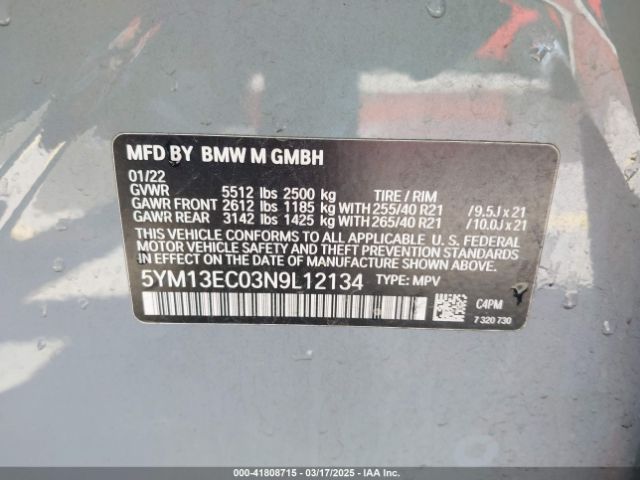 MFD BY BMW M GMBH
01/22
GVWR 5512 lbs 2500 kg TIRE / RIM
GAWR FRONT 2612 lbs 1185 kg WITH 255/40 R21 / 9.5J x 21
GAWR REAR 3142 lbs 1425 kg WITH 265/40 R21 / 10.0J x 21
THIS VEHICLE CONFORMS TO ALL APPLICABLE U. S. FEDERAL
MOTOR VEHICLE SAFETY STANDARDS
IN EFFECT ON THE DATE OF MANUFACTURE SHOWN ABOVE.
5YM13EC03N9L12134 TYPE: MPV
C4PM
7 320 730
000-41808715 - 03/17/2025 - IAA Inc.